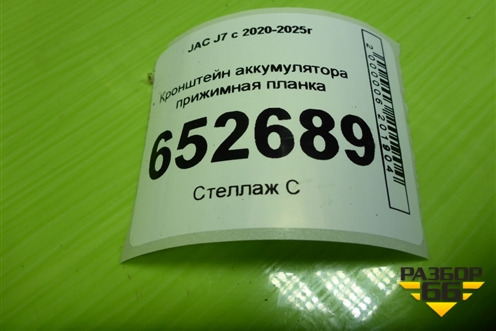 JAC J7 с 2020-2025г
Кронштейн аккумулятора
прижимная планка
652689
Стеллаж С
2000006201904
РАЗБОР
66